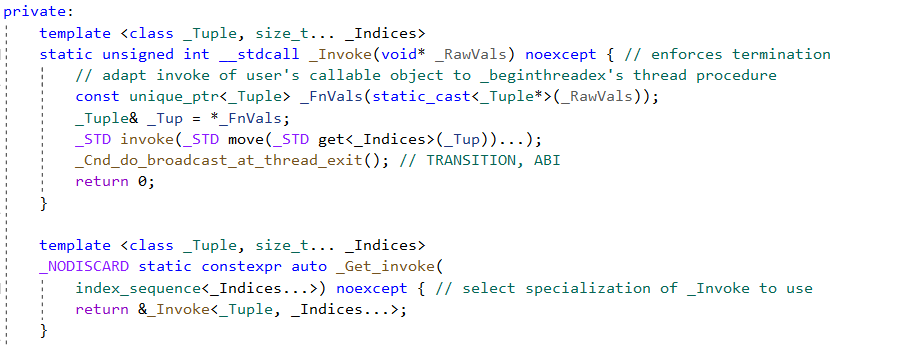 private:
    template <class _Tuple, size_t... _Indices>
    static unsigned int __stdcall _Invoke(void* _RawVals) noexcept { // enforces termination
        // adapt invoke of user's callable object to _beginthreadex's thread procedure
        const unique_ptr<_Tuple> _FnVals(static_cast<_Tuple*>(_RawVals));
        _Tuple& _Tup = *_FnVals;
        _STD invoke(_STD move(_STD get<_Indices>(_Tup))...);
        _Cnd_do_broadcast_at_thread_exit(); // TRANSITION, ABI
        return 0;
    }

    template <class _Tuple, size_t... _Indices>
    _NODISCARD static constexpr auto _Get_invoke(
        index_sequence<_Indices...>) noexcept { // select specialization of _Invoke to use
        return &_Invoke<_Tuple, _Indices...>;
    }